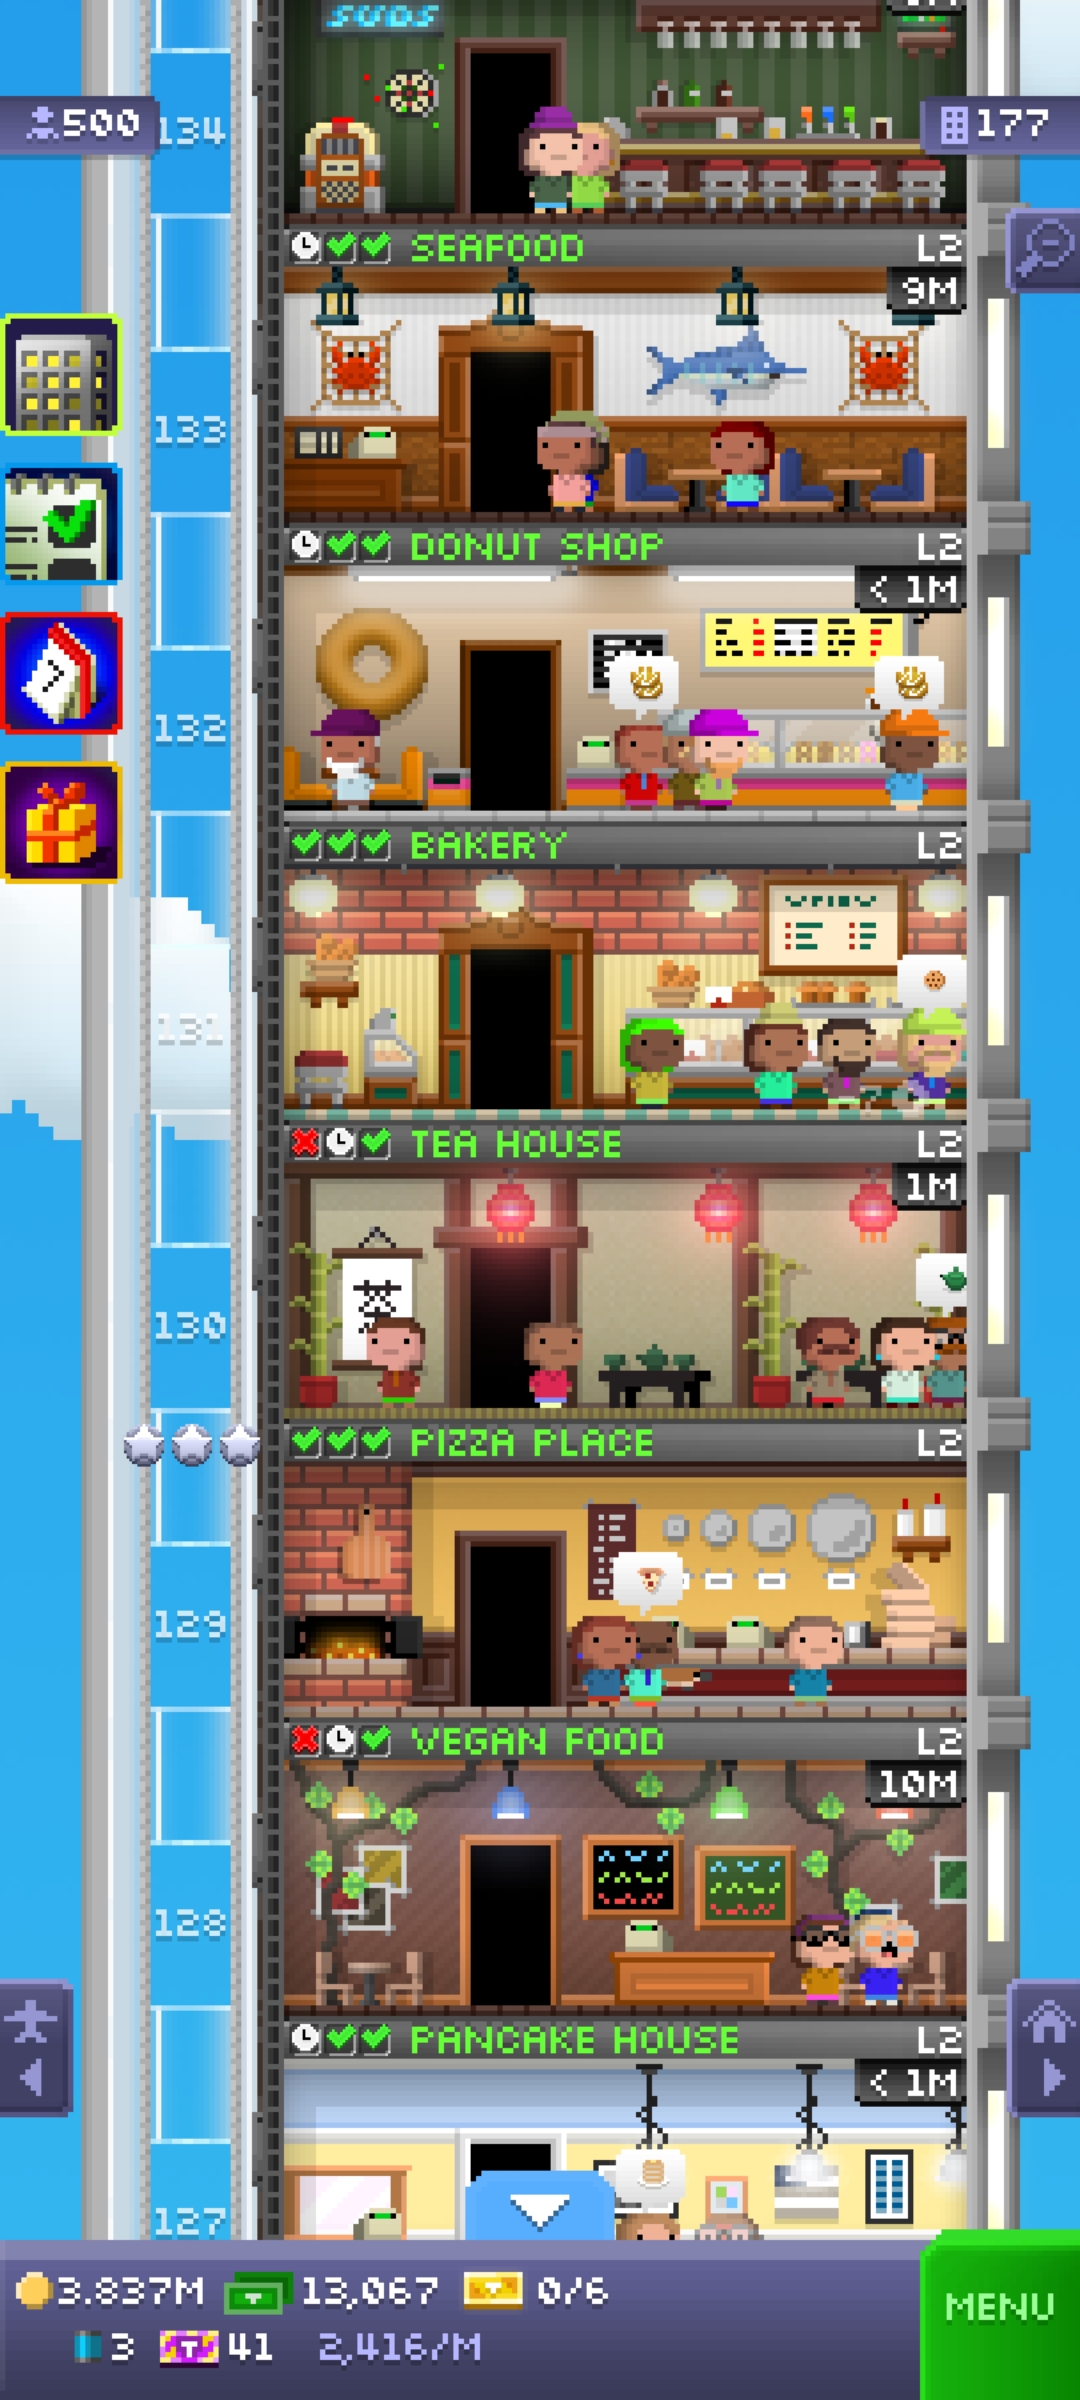 SUDS
134
500
177
SEAFOOD L2
9M
133
DONUT SHOP L2
< 1M
132
BAKERY L2
131
TEA HOUSE L2
1M
130
PIZZA PLACE L2
129
VEGAN FOOD L2
10M
128
PANCAKE HOUSE L2
< 1M
127
3.837M 13,067 0/6
MENU
3 41 2,416/M